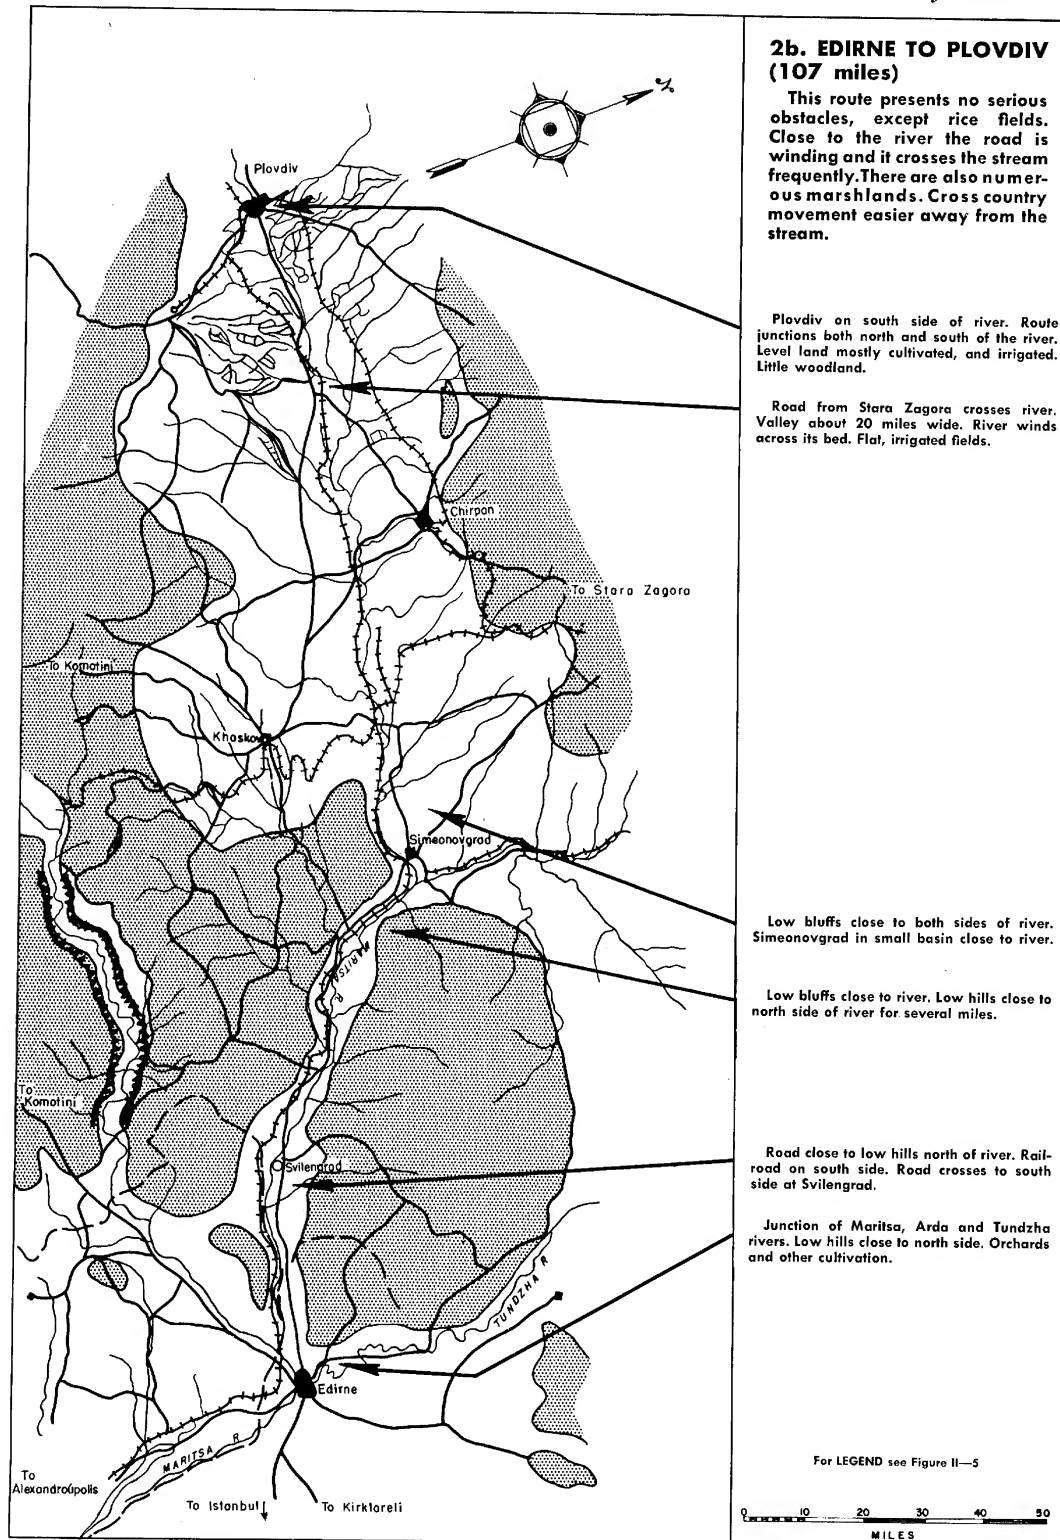 2b. EDIRNE TO PLOVDIV
(107 miles)
This route presents no serious
obstacles, except rice fields.
Close to the river the road is
winding and it crosses the stream
frequently.There are also numer-
ous marshlands. Cross country
movement easier away from the
stream.
Plovdiv on south side of river. Route
junctions both north and south of the river.
Level land mostly cultivated, and irrigated.
Little woodland.
Road from Stara Zagora crosses river.
Valley about 20 miles wide. River winds
across its bed. Flat, irrigated fields.
Low bluffs close to both sides of river.
Simeonovgrad in small basin close to river.
Low bluffs close to river. Low hills close to
north side of river for several miles.
Road close to low hills north of river. Rail-
road on south side. Road crosses to south
side at Svilengrad.
Junction of Maritsa, Arda and Tundzha
rivers. Low hills close to north side. Orchards
and other cultivation.
For LEGEND see Figure II—5
0 10 20 30 40 50
MILES
N
Plovdiv
Chirpan
To Stara Zagora
To Komotini
Khaskovo
Simeonovgrad
MARITSA R
To
Komotini
Svilengrad
TUNDZHA R
Edirne
MARITSA R
To
Alexandroúpolis
To Istanbul
To Kirklareli